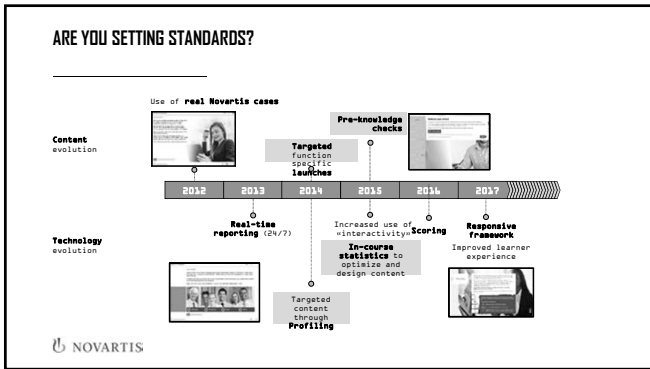 ARE YOU SETTING STANDARDS?
Use of real Novartis cases
Pre-knowledge
checks
Content
evolution
Targeted
function
specific
launches
2012 2013 2014 2015 2016 2017
Real-time
reporting (24/7)
Increased use of
«interactivity»
In-course
statistics to
optimize and
design content
Scoring
Responsive
framework
Improved learner
experience
Technology
evolution
Targeted
content
through
Profiling
NOVARTIS